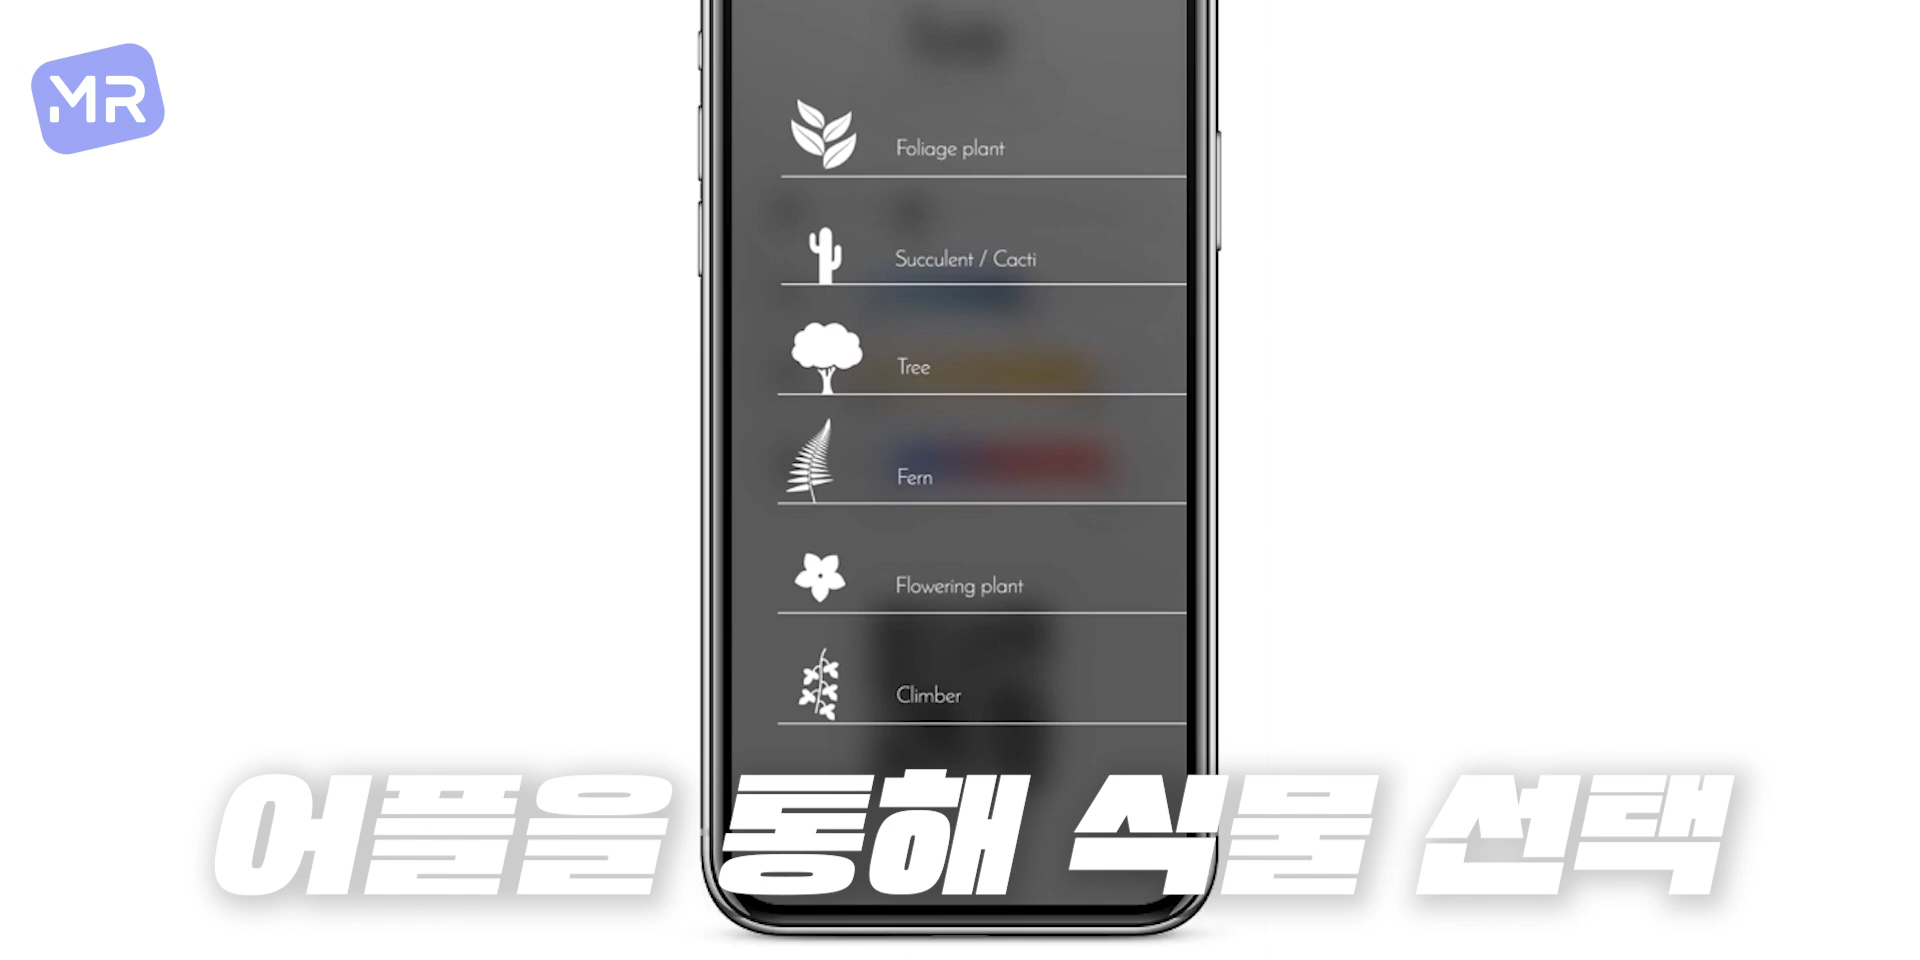 MR
Foliage plant
Succulent / Cacti
Tree
Fern
Flowering plant
Climber
어플을 통해 식물 선택